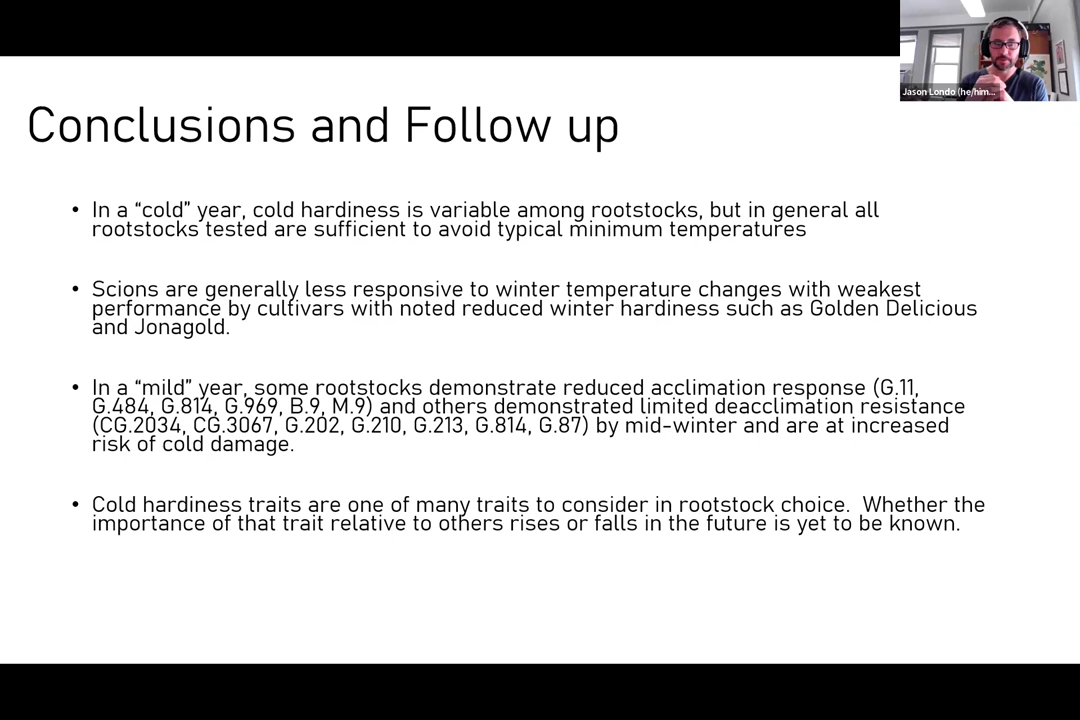 Jason Londo (he/him...
Conclusions and Follow up
• In a “cold” year, cold hardiness is variable among rootstocks, but in general all
rootstocks tested are sufficient to avoid typical minimum temperatures
• Scions are generally less responsive to winter temperature changes with weakest
performance by cultivars with noted reduced winter hardiness such as Golden Delicious
and Jonagold.
• In a “mild” year, some rootstocks demonstrate reduced acclimation response (G.11,
G.484, G.814, G.969, B.9, M.9) and others demonstrated limited deacclimation resistance
(CG.2034, CG.3067, G.202, G.210, G.213, G.814, G.87) by mid-winter and are at increased
risk of cold damage.
• Cold hardiness traits are one of many traits to consider in rootstock choice.  Whether the
importance of that trait relative to others rises or falls in the future is yet to be known.